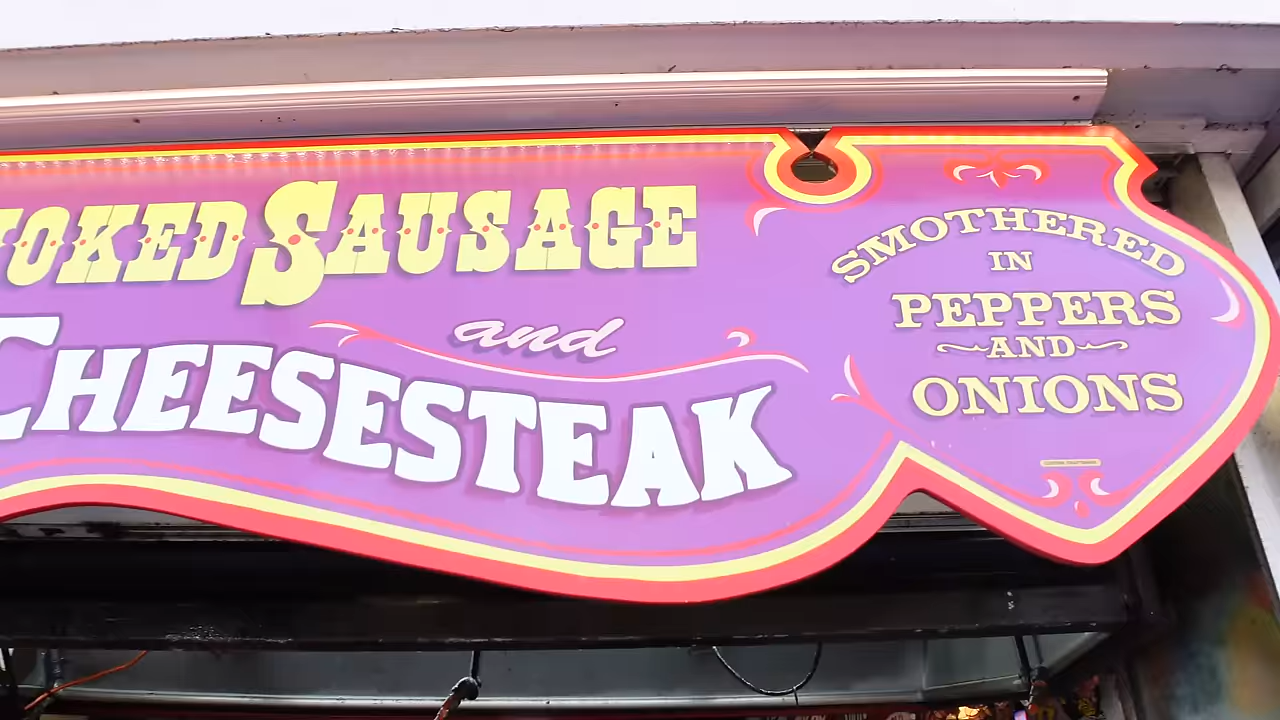 OKED SAUSAGE
and
CHEESESTEAK
SMOTHERED
IN
PEPPERS
AND
ONIONS